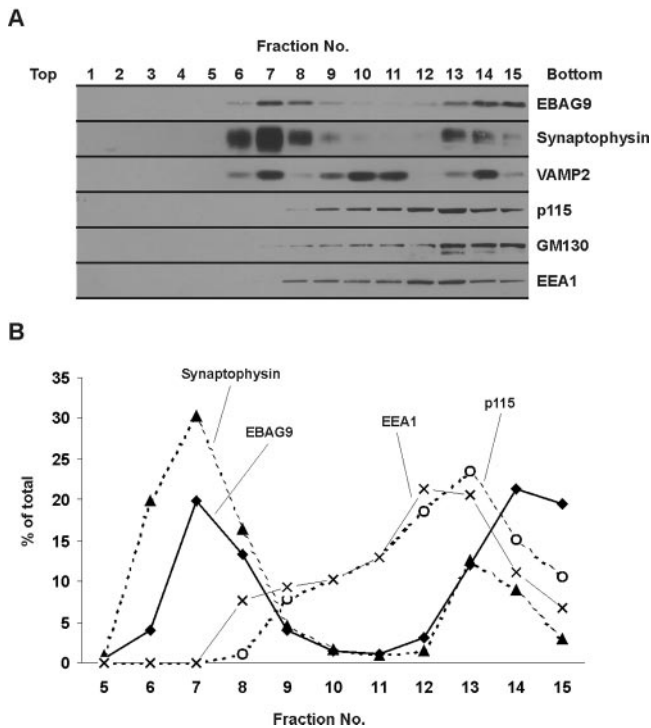 A
Fraction No.
Top 1 2 3 4 5 6 7 8 9 10 11 12 13 14 15 Bottom
EBAG9
Synaptophysin
VAMP2
p115
GM130
EEA1
B
Synaptophysin
EBAG9
EEA1
p115
% of total
35
30
25
20
15
10
5
0
5 6 7 8 9 10 11 12 13 14 15
Fraction No.